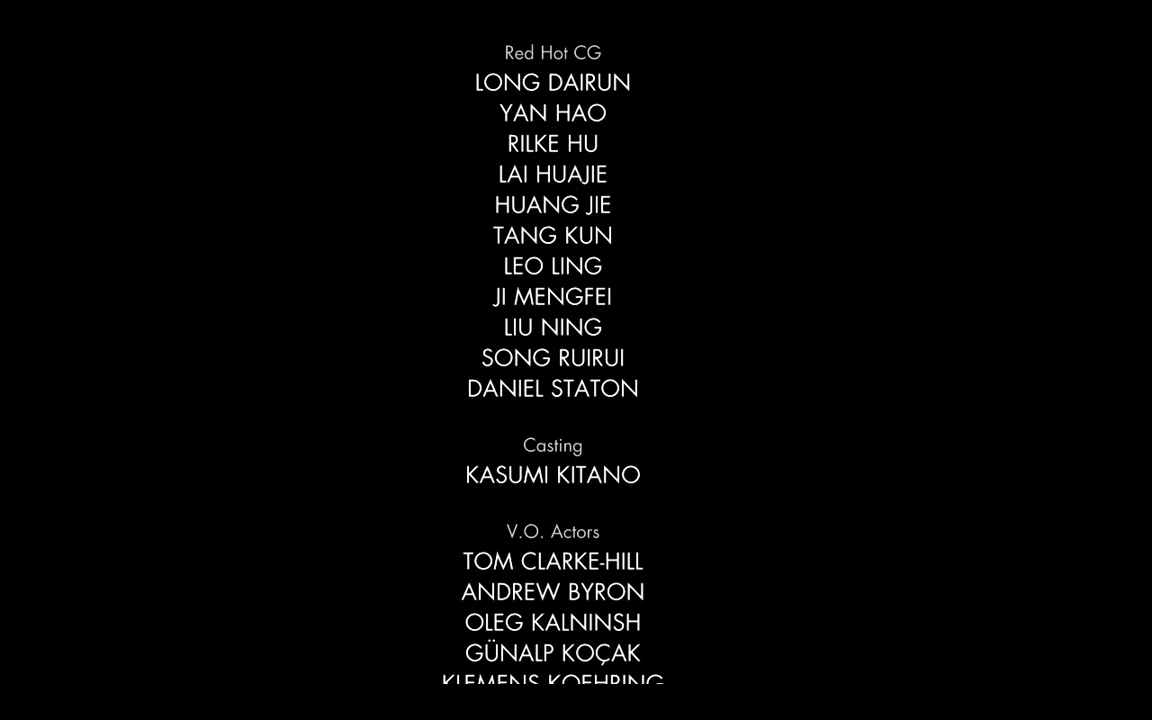 Red Hot CG
LONG DAIRUN
YAN HAO
RILKE HU
LAI HUAJIE
HUANG JIE
TANG KUN
LEO LING
JI MENGFEI
LIU NING
SONG RUIRUI
DANIEL STATON
Casting
KASUMI KITANO
V.O. Actors
TOM CLARKE-HILL
ANDREW BYRON
OLEG KALNINSH
GÜNALP KOÇAK
KLEMENS KOEHRING